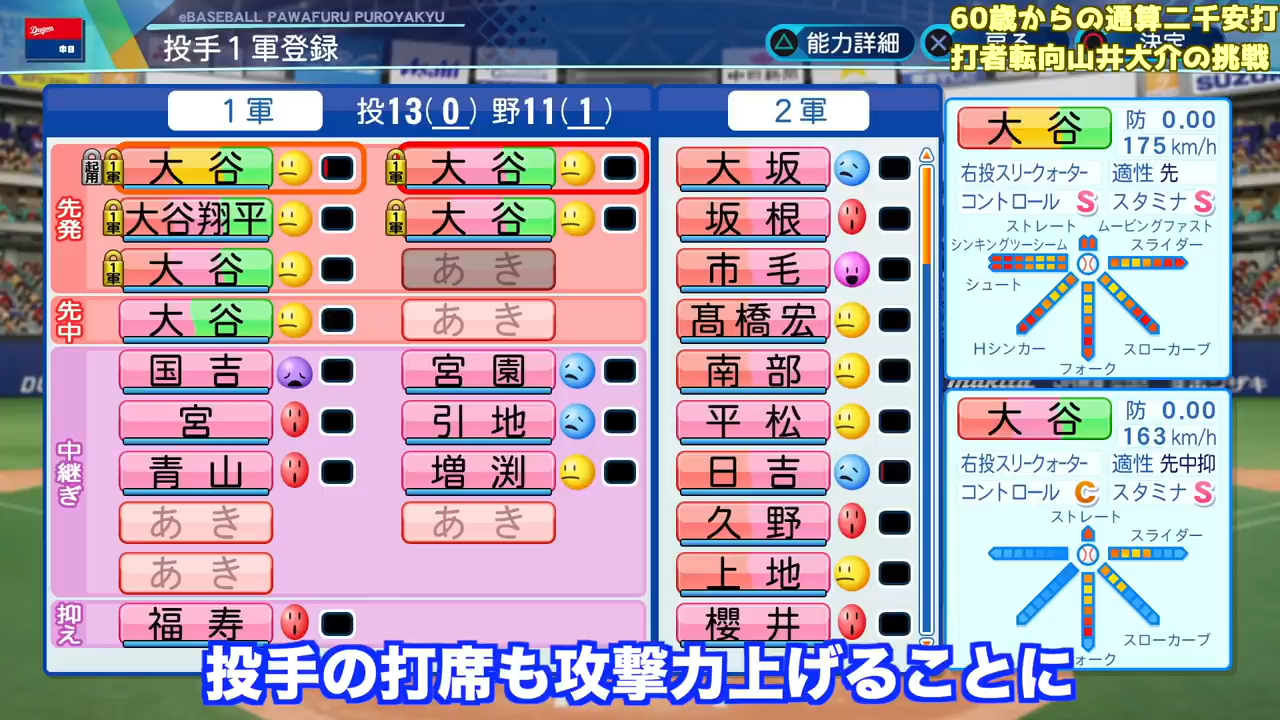 eBASEBALL PAWAFURU PUROYAKYU
投手1軍登録
能力詳細
戻る
決定
60歳からの通算二千安打
打者転向山井大介の挑戦
Dragons
中日
1軍
投13(0) 野11(1)
2軍
先発
起用
1軍
大谷
1軍
大谷
1軍
大谷翔平
1軍
大谷
1軍
大谷
あき
先中
大谷
あき
中継ぎ
国吉
宮園
宮
引地
青山
増渕
あき
あき
あき
抑え
福寿
大坂
坂根
市毛
髙橋宏
南部
平松
日吉
久野
上地
櫻井
大谷
防 0.00
175km/h
右投スリークォーター
適性 先
コントロール S
スタミナ S
ストレート
ムービングファスト
シンキングツーシーム
スライダー
シュート
Hシンカー
スローカーブ
フォーク
大谷
防 0.00
163km/h
右投スリークォーター
適性 先中抑
コントロール C
スタミナ S
ストレート
スライダー
スローカーブ
ォーク
投手の打席も攻撃力上げることに